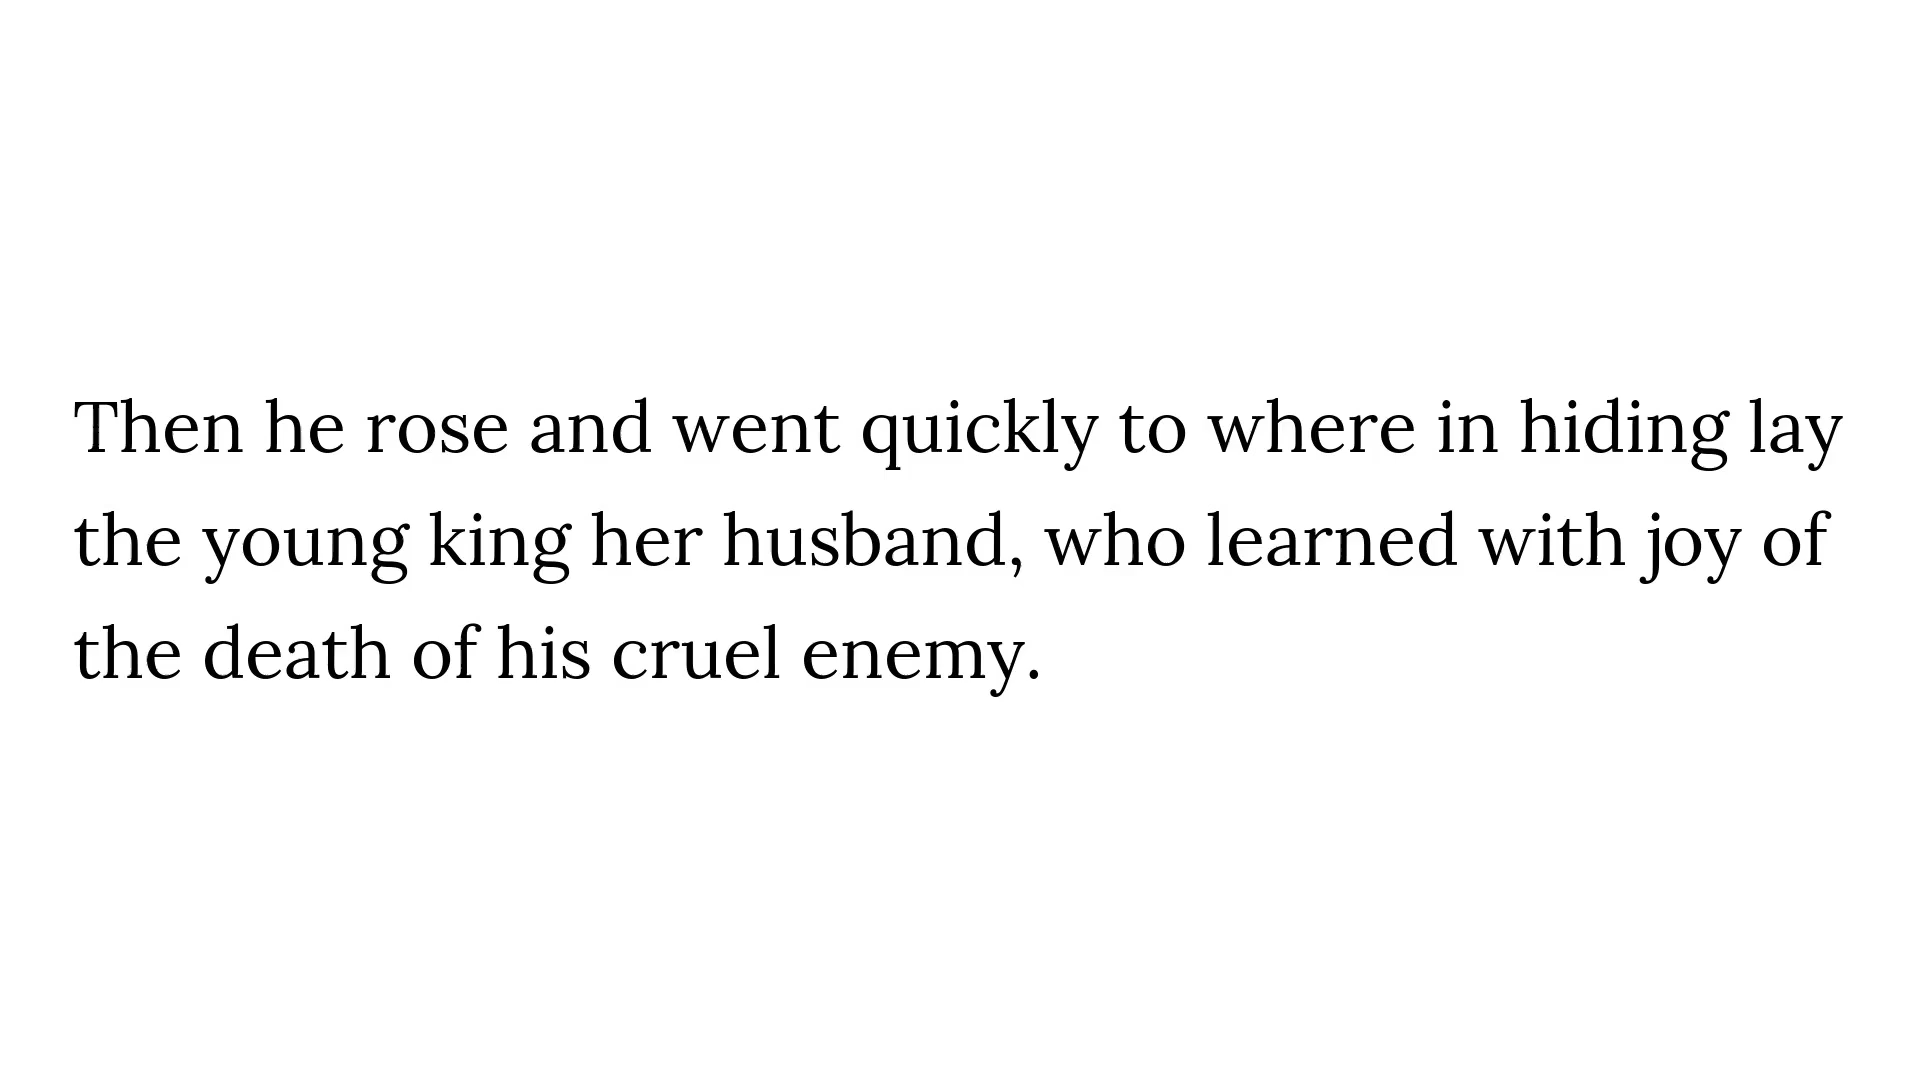 Then he rose and went quickly to where in hiding lay
the young king her husband, who learned with joy of
the death of his cruel enemy.